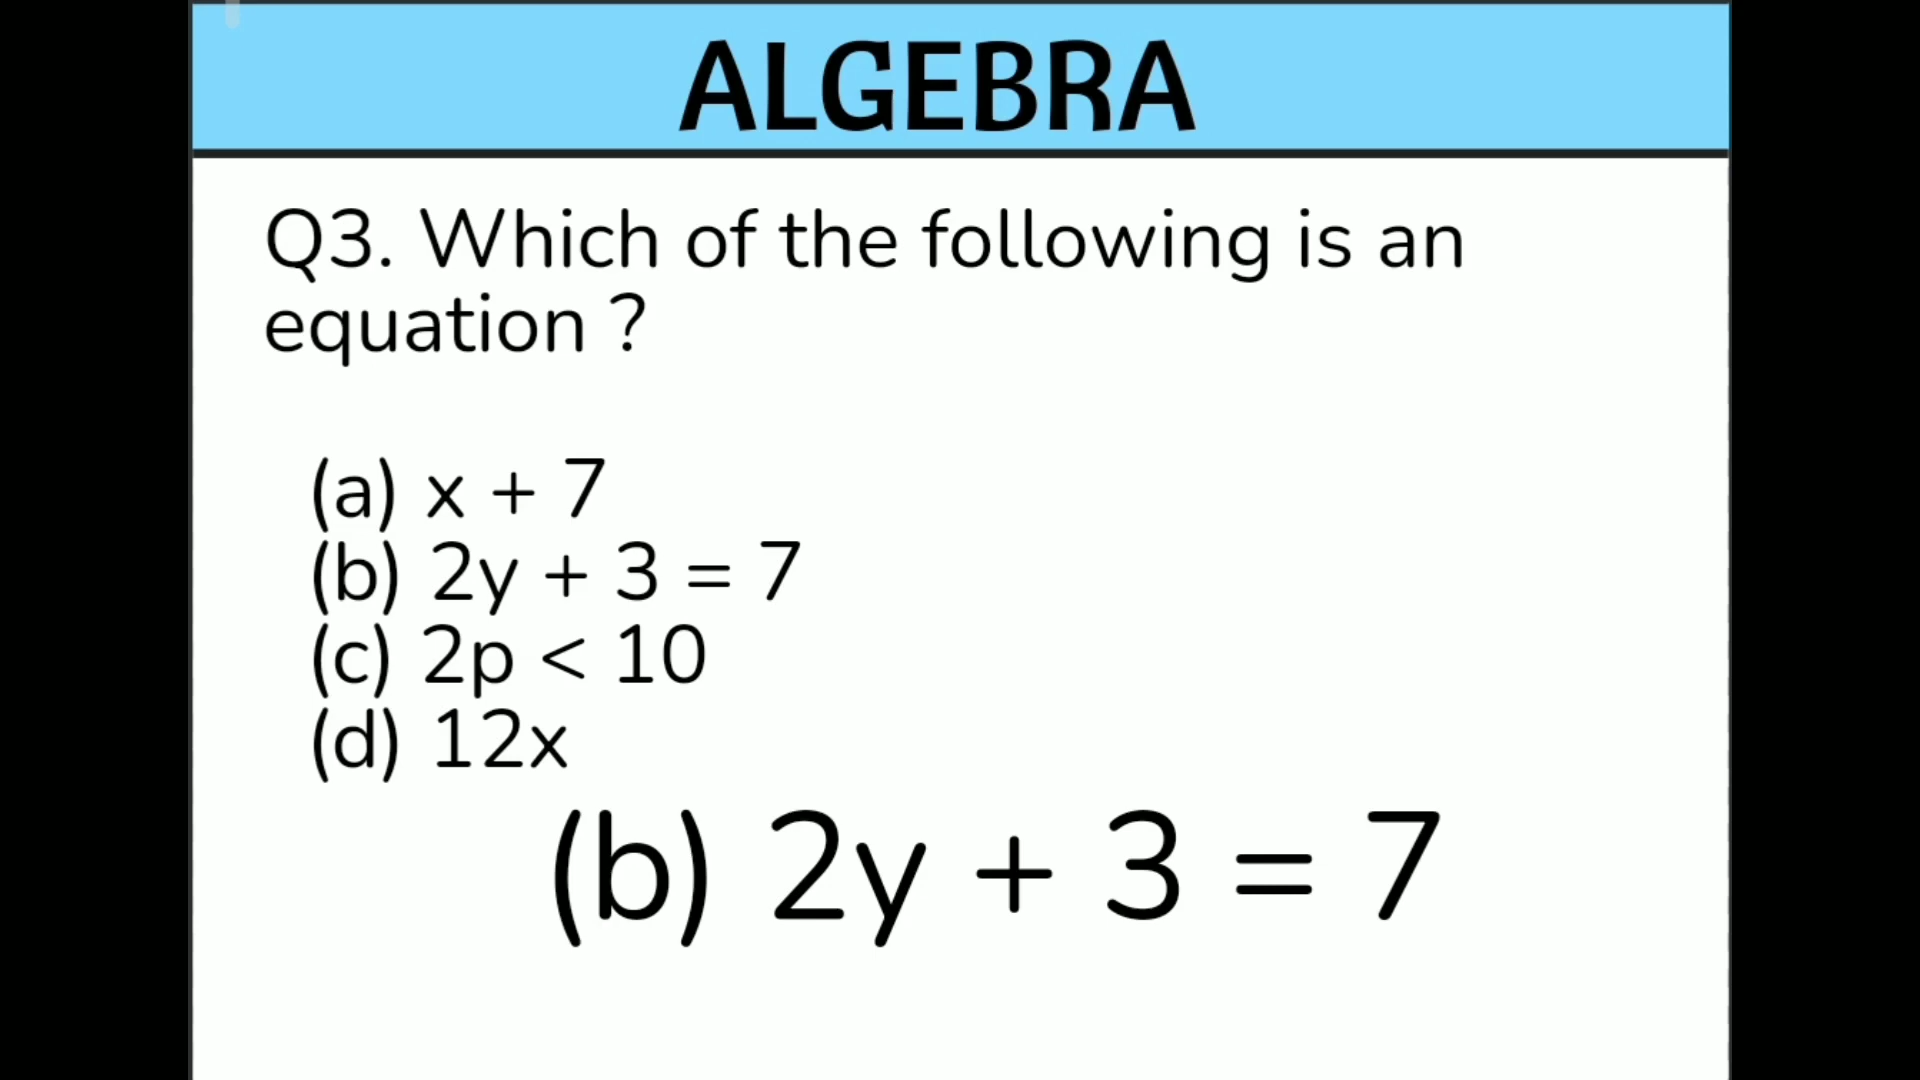 ALGEBRA
Q3. Which of the following is an
equation ?
(a) x + 7
(b) 2y + 3 = 7
(c) 2p < 10
(d) 12x
(b) 2y + 3 = 7